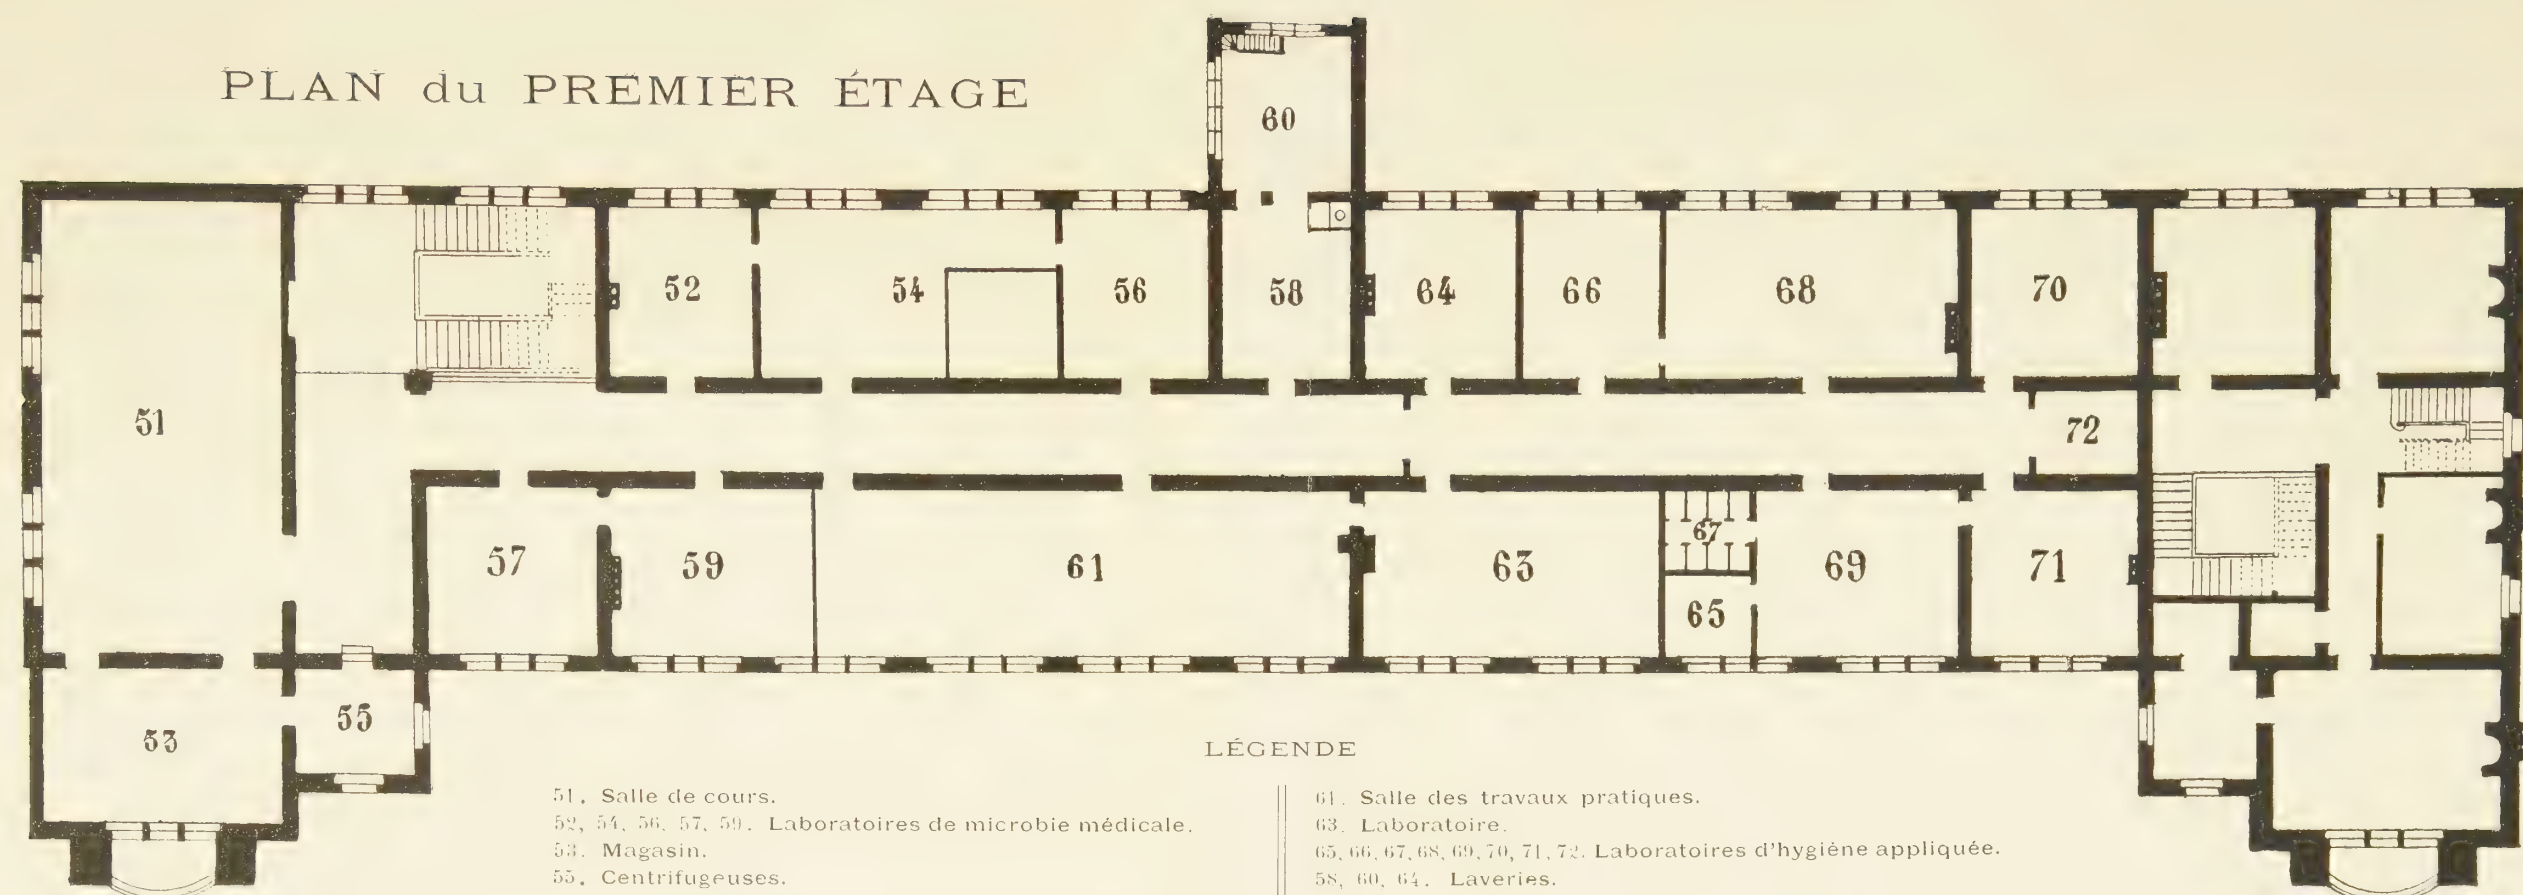 PLAN du PREMIER ÉTAGE
60
52 54 56 58 64 66 68 70
51
72
57 59 61 63 67 69 71
65
53 55
LÉGENDE
51. Salle de cours.
52, 54, 56, 57, 59. Laboratoires de microbie médicale.
53. Magasin.
55. Centrifugeuses.
61. Salle des travaux pratiques.
63. Laboratoire.
65, 66, 67, 68, 69, 70, 71, 72. Laboratoires d'hygiène appliquée.
58, 60, 64. Laveries.